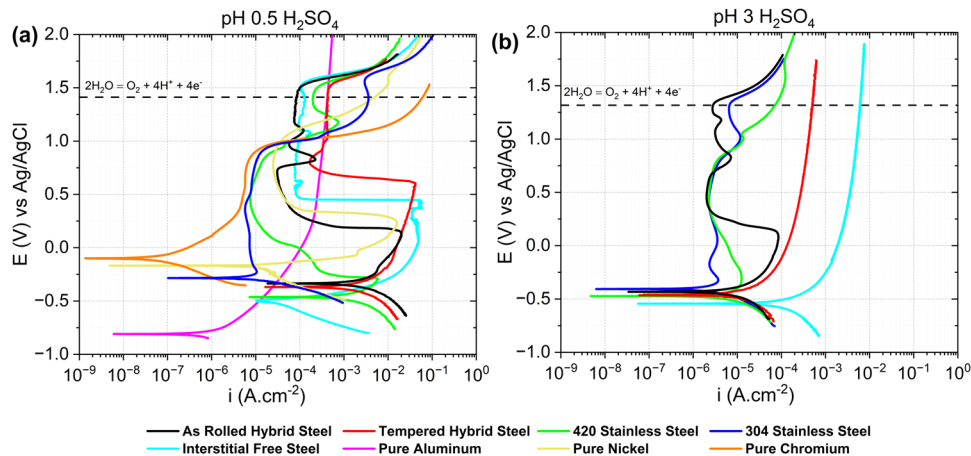 pH 0.5 H₂SO₄
(a)
E (V) vs Ag/AgCl
2.0
1.5
1.0
0.5
0.0
−0.5
−1.0
2H₂O = O₂ + 4H⁺ + 4e⁻
10⁻⁹ 10⁻⁸ 10⁻⁷ 10⁻⁶ 10⁻⁵ 10⁻⁴ 10⁻³ 10⁻² 10⁻¹ 10⁰
i (A.cm⁻²)
pH 3 H₂SO₄
(b)
E (V) vs Ag/AgCl
2.0
1.5
1.0
0.5
0.0
−0.5
−1.0
2H₂O = O₂ + 4H⁺ + 4e⁻
10⁻⁹ 10⁻⁸ 10⁻⁷ 10⁻⁶ 10⁻⁵ 10⁻⁴ 10⁻³ 10⁻² 10⁻¹ 10⁰
i (A.cm⁻²)
As Rolled Hybrid Steel Tempered Hybrid Steel 420 Stainless Steel 304 Stainless Steel
Interstitial Free Steel Pure Aluminum Pure Nickel Pure Chromium